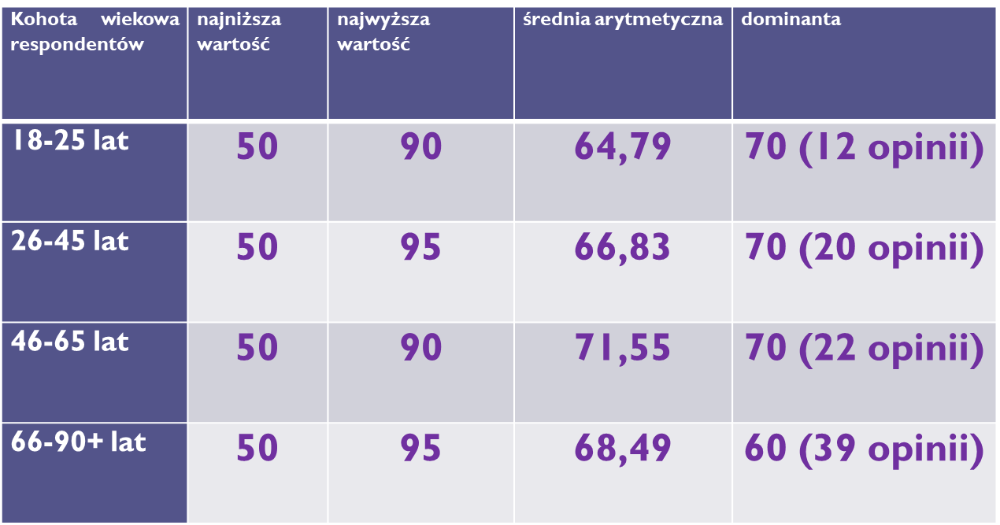 Kohota wiekowa respondentów
najniższa wartość
najwyższa wartość
średnia arytmetyczna
dominanta
18-25 lat 50 90 64,79 70 (12 opinii)
26-45 lat 50 95 66,83 70 (20 opinii)
46-65 lat 50 90 71,55 70 (22 opinii)
66-90+ lat 50 95 68,49 60 (39 opinii)